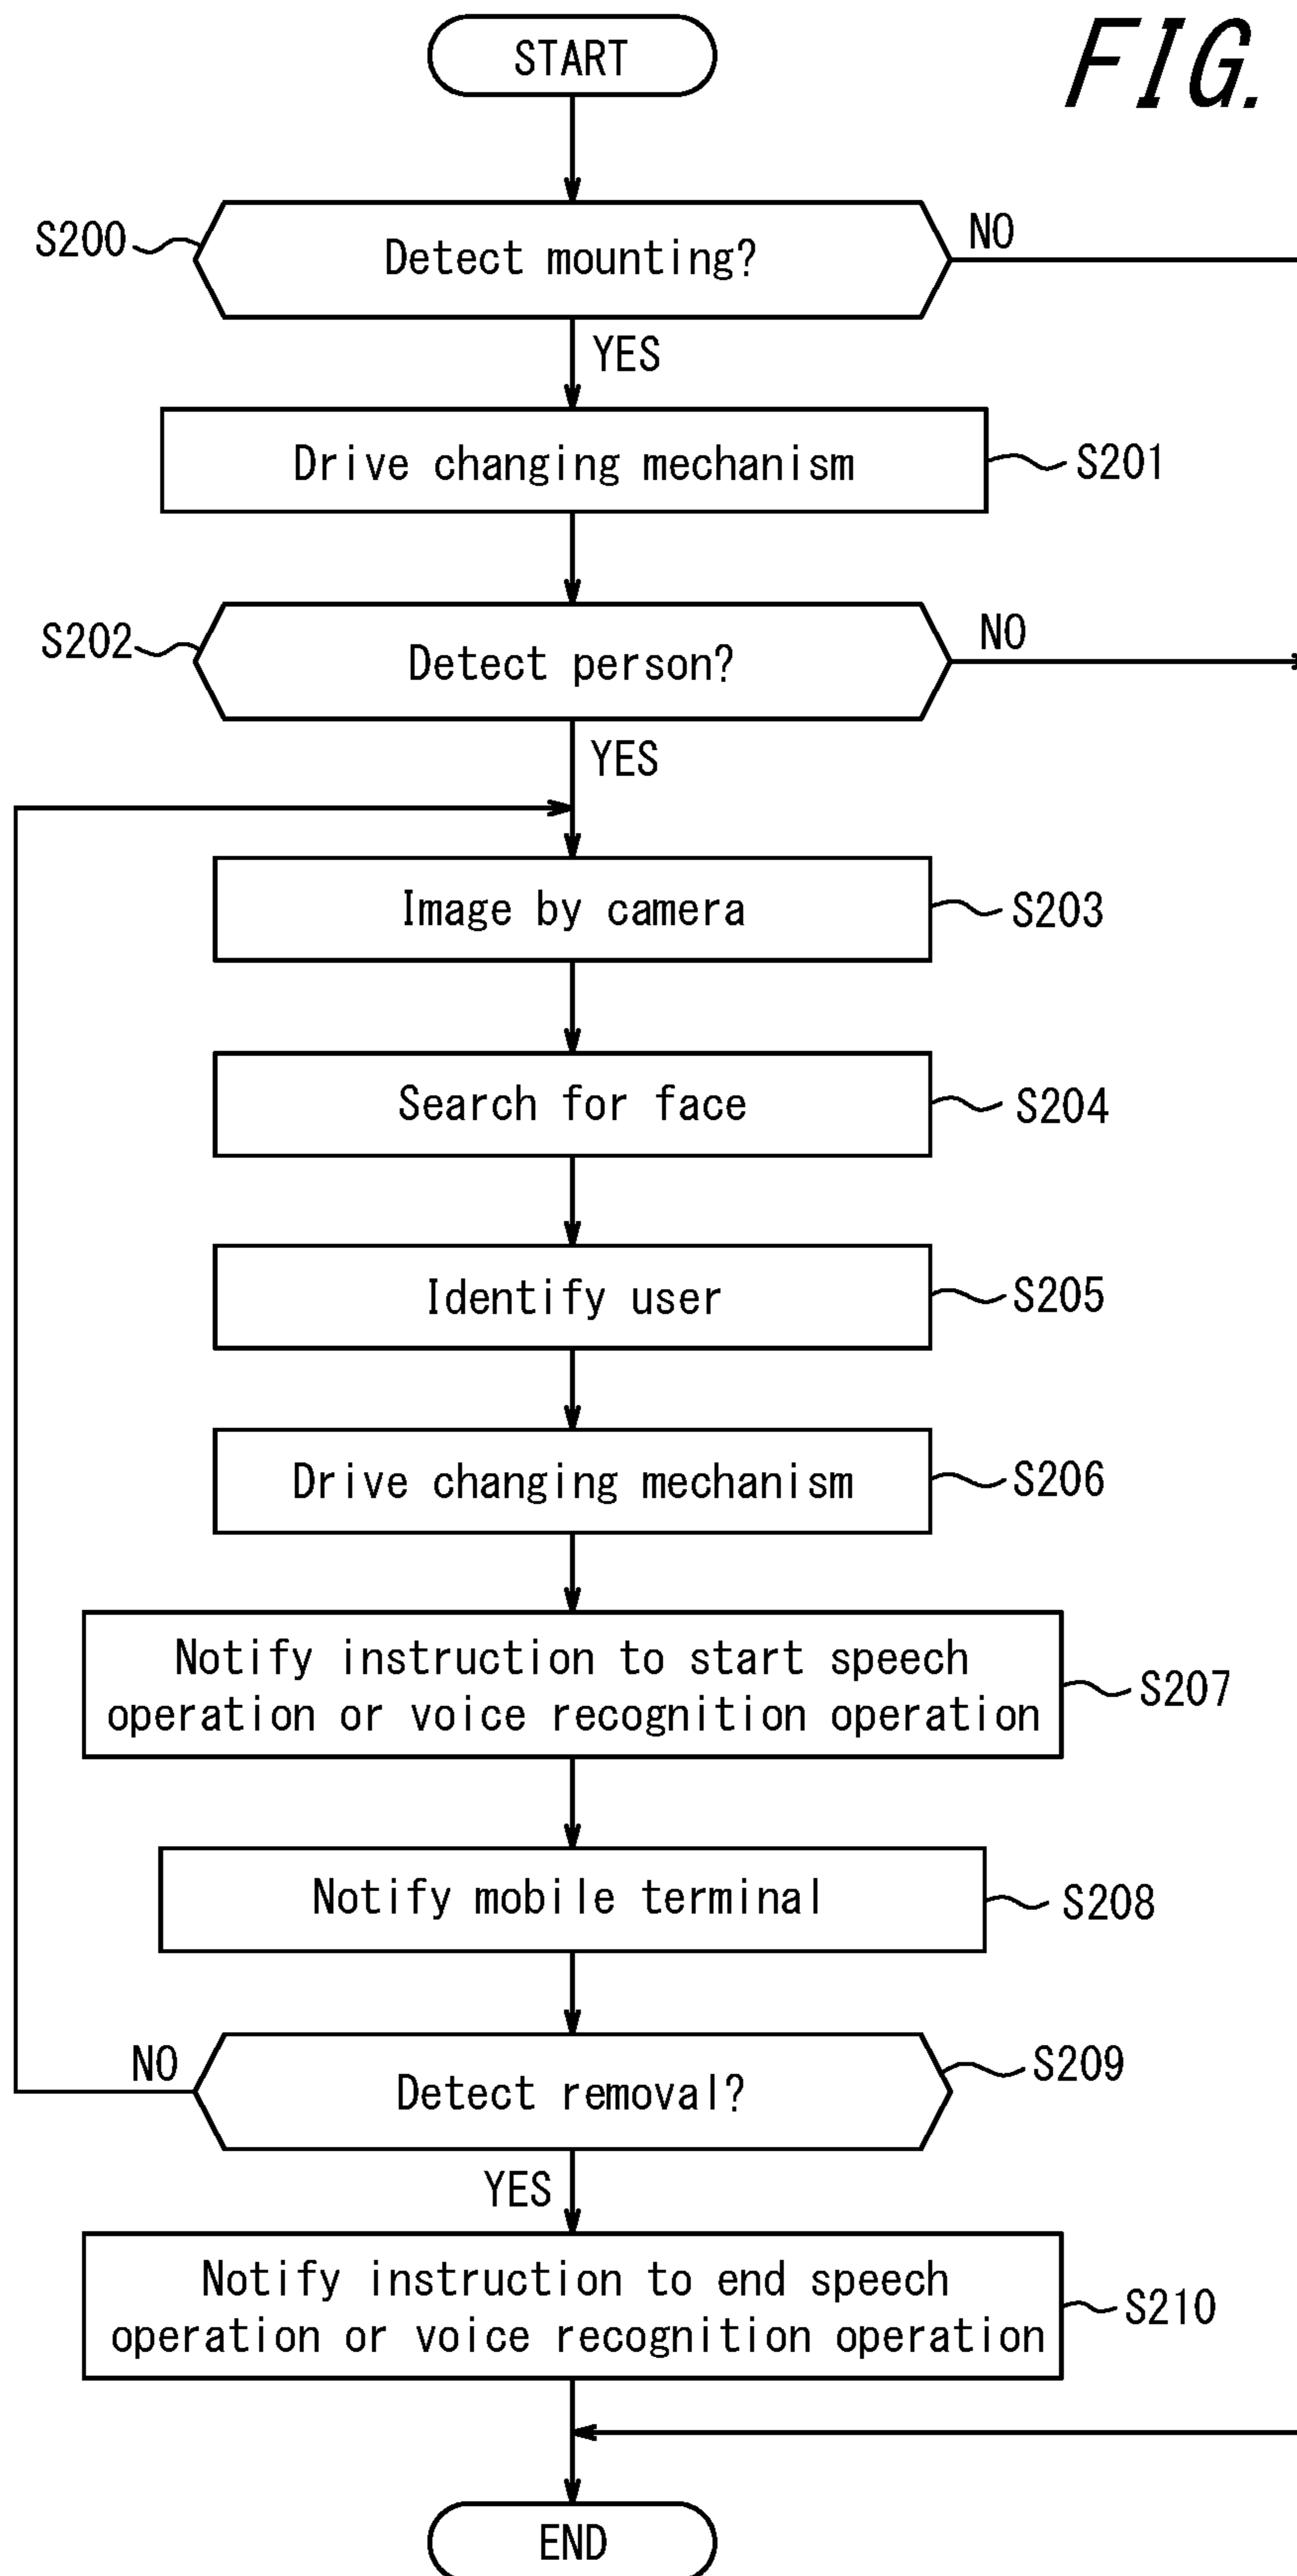 FIG.
START
S200
Detect mounting?
NO
YES
Drive changing mechanism
S201
S202
Detect person?
NO
YES
Image by camera
S203
Search for face
S204
Identify user
S205
Drive changing mechanism
S206
Notify instruction to start speech
operation or voice recognition operation
S207
Notify mobile terminal
S208
NO
Detect removal?
S209
YES
Notify instruction to end speech
operation or voice recognition operation
S210
END